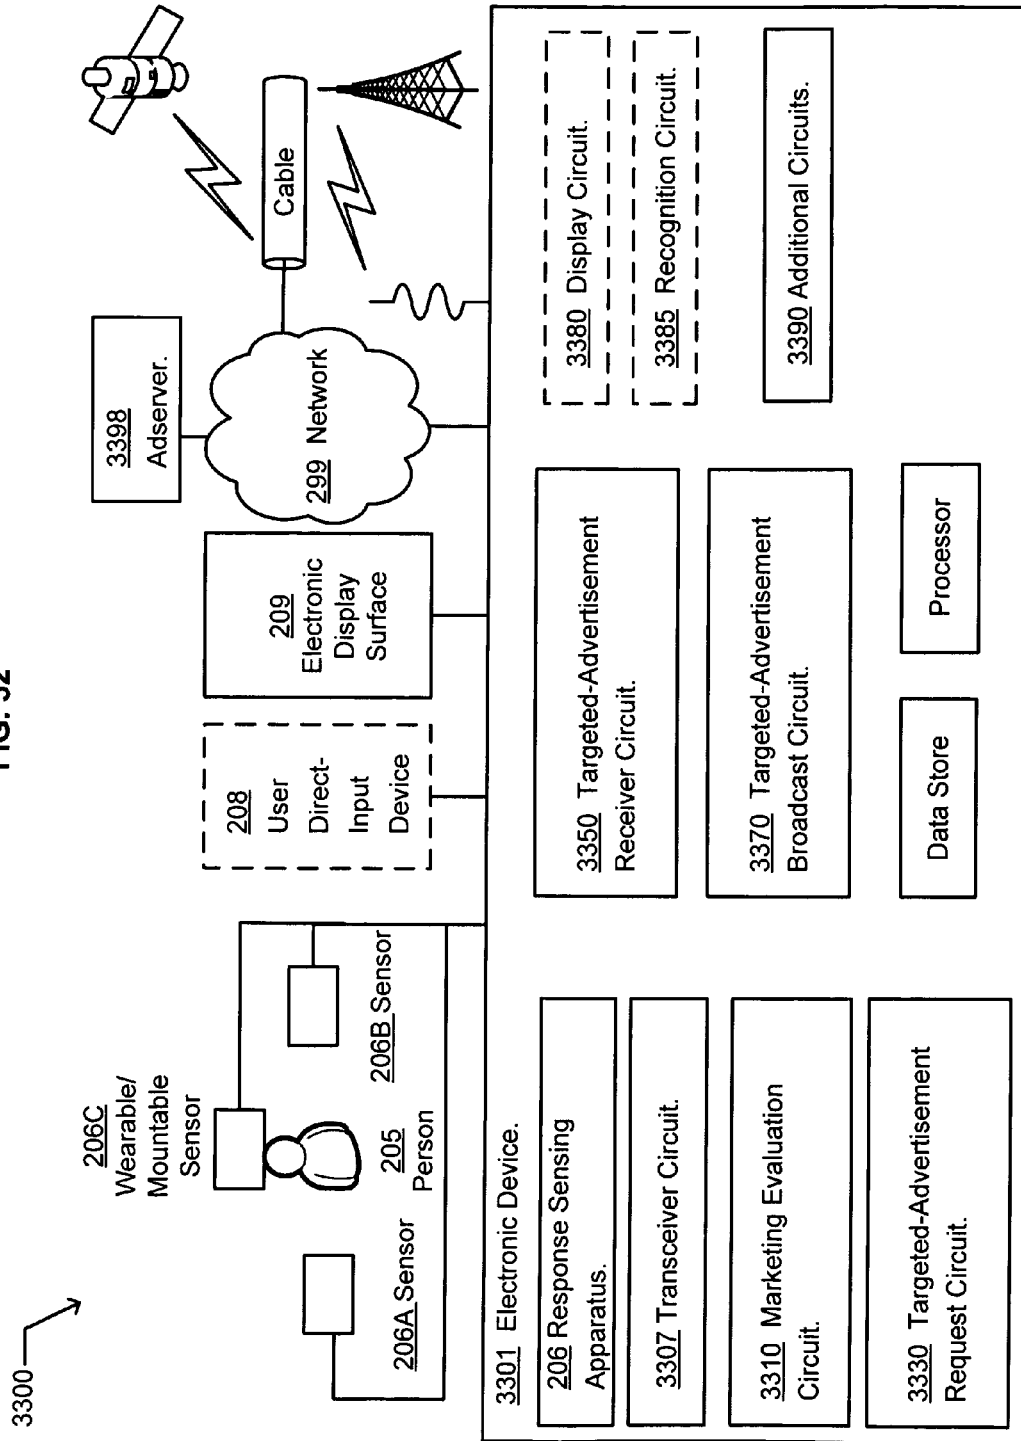 FIG. 32
3300
206C
Wearable/
Mountable
Sensor
206A Sensor
205
Person
206B Sensor
208
User
Direct-
Input
Device
209
Electronic
Display
Surface
3398
Adserver.
299 Network
Cable
3301 Electronic Device.
206 Response Sensing
Apparatus.
3307 Transceiver Circuit.
3310 Marketing Evaluation
Circuit.
3330 Targeted-Advertisement
Request Circuit.
3350 Targeted-Advertisement
Receiver Circuit.
3370 Targeted-Advertisement
Broadcast Circuit.
Data Store
Processor
3380 Display Circuit.
3385 Recognition Circuit.
3390 Additional Circuits.